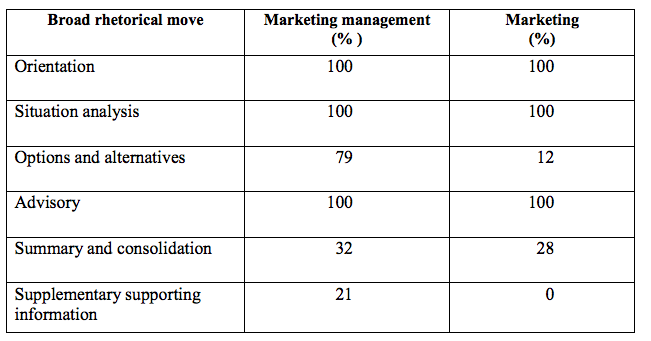 Broad rhetorical move Marketing management (% ) Marketing (%)
Orientation 100 100
Situation analysis 100 100
Options and alternatives 79 12
Advisory 100 100
Summary and consolidation 32 28
Supplementary supporting information 21 0